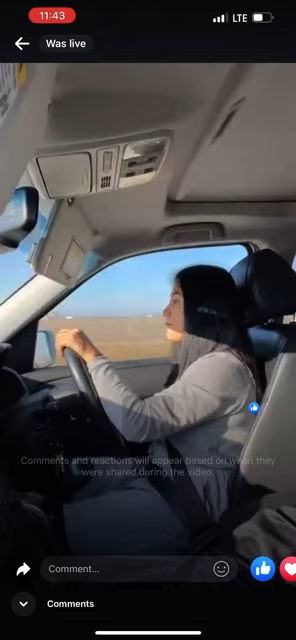 11:43
LTE
Was live
Comments and reactions will appear based on when they
were shared during the video.
Comment...
Comments